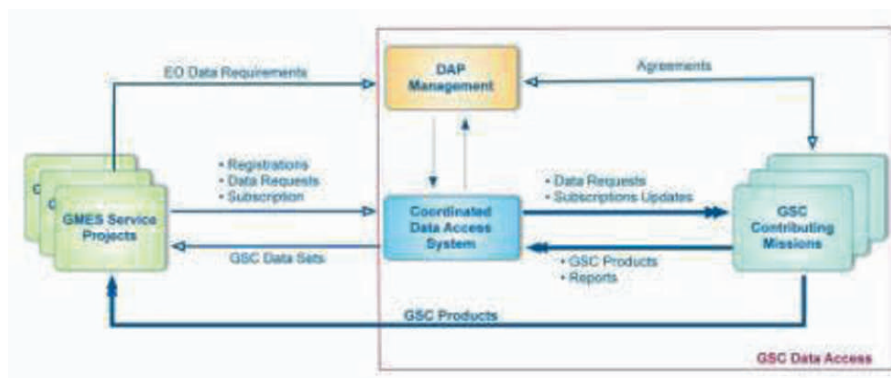 EO Data Requirements
DAP
Management
Agreements
• Registrations
• Data Requests
• Subscription
• Data Requests
• Subscriptions Updates
G
G
GMES Service
Projects
Coordinated
Data Access
System
GSC
Contributing
Missions
GSC Data Sets
• GSC Products
• Reports
GSC Products
GSC Data Access